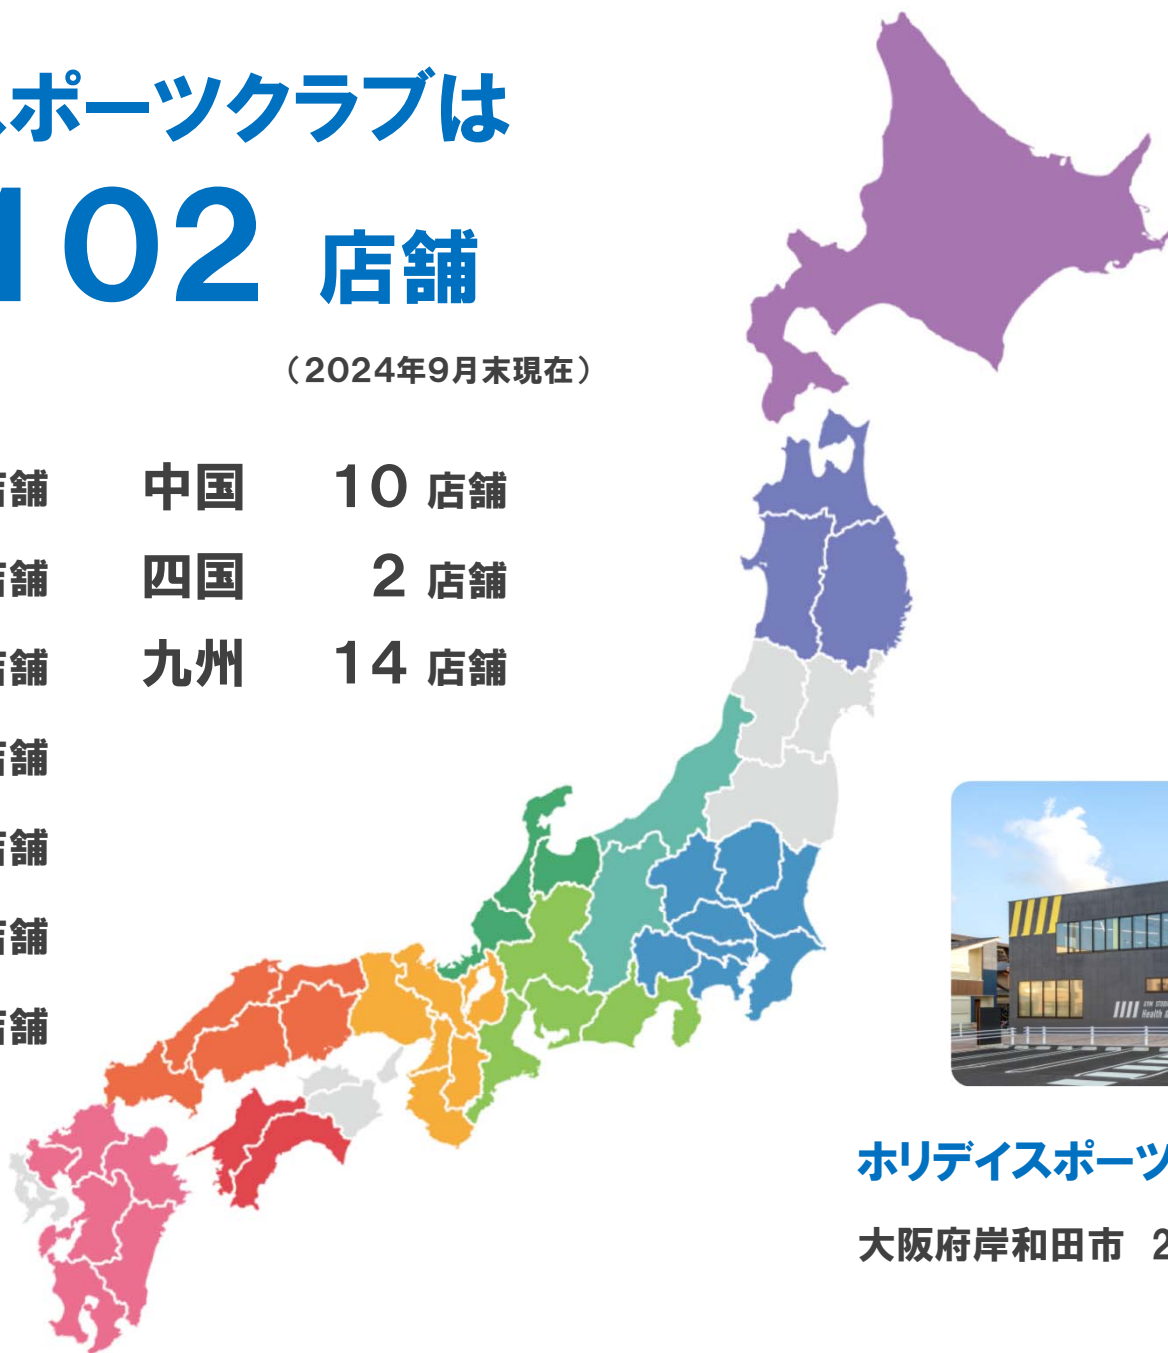 スポーツクラブは
102 店舗
（2024年9月末現在）
店舗 中国 10 店舗
店舗 四国 2 店舗
店舗 九州 14 店舗
店舗
店舗
店舗
店舗
ホリデイスポーツ
大阪府岸和田市 2